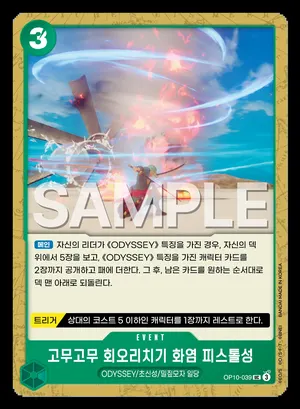 3
SAMPLE
메인 자신의 리더가 《ODYSSEY》 특징을 가진 경우, 자신의 덱
위에서 5장을 보고, 《ODYSSEY》 특징을 가진 캐릭터 카드를
2장까지 공개하고 패에 더한다. 그 후, 남은 카드를 원하는 순서대로
덱 맨 아래로 되돌린다.
트리거 상대의 코스트 5 이하인 캐릭터를 1장까지 레스트로 한다.
EVENT
고무고무 회오리치기 화염 피스톨성
ODYSSEY/초신성/밀짚모자 일당
OP10-039 UC 3